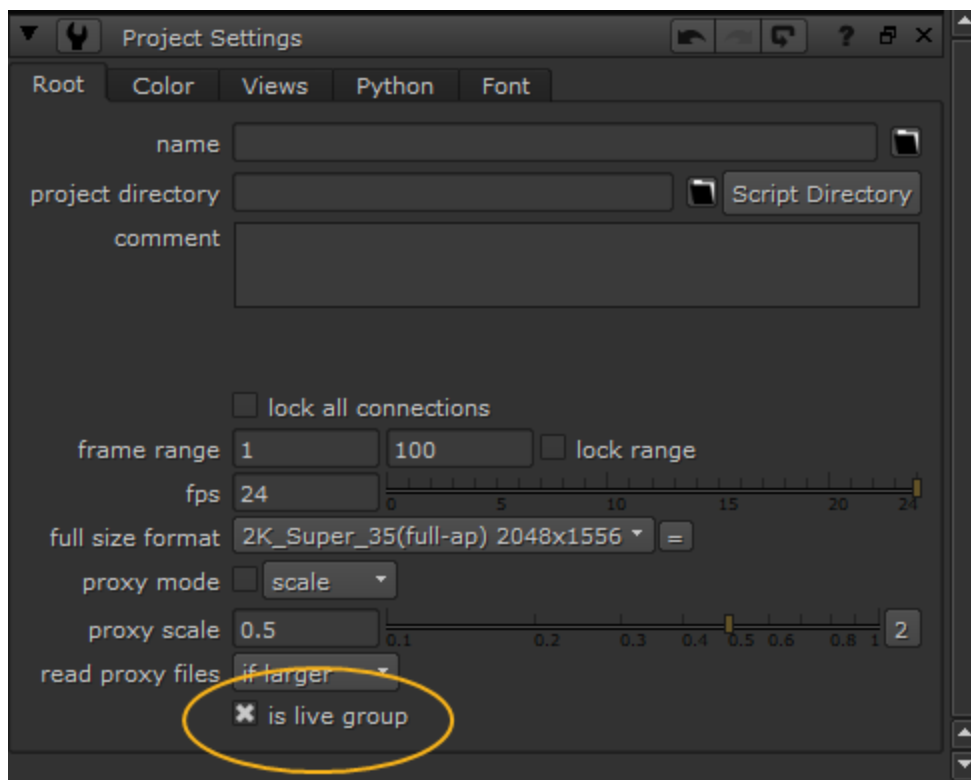 Project Settings ?
Root Color Views Python Font
name
project directory Script Directory
comment
lock all connections
frame range 1 100 lock range
fps 24
0 5 10 15 20 24
full size format 2K_Super_35(full-ap) 2048x1556 =
proxy mode scale
proxy scale 0.5 2
0.1 0.2 0.3 0.4 0.5 0.6 0.8 1
read proxy files if larger
is live group